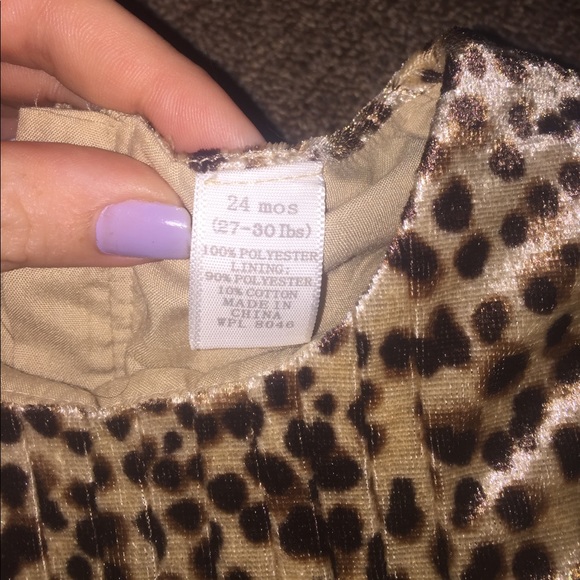 24 mos
(27-30 lbs)
100% POLYESTER
LINING:
90% POLYESTER
10% COTTON
MADE IN
CHINA
WPL 8046